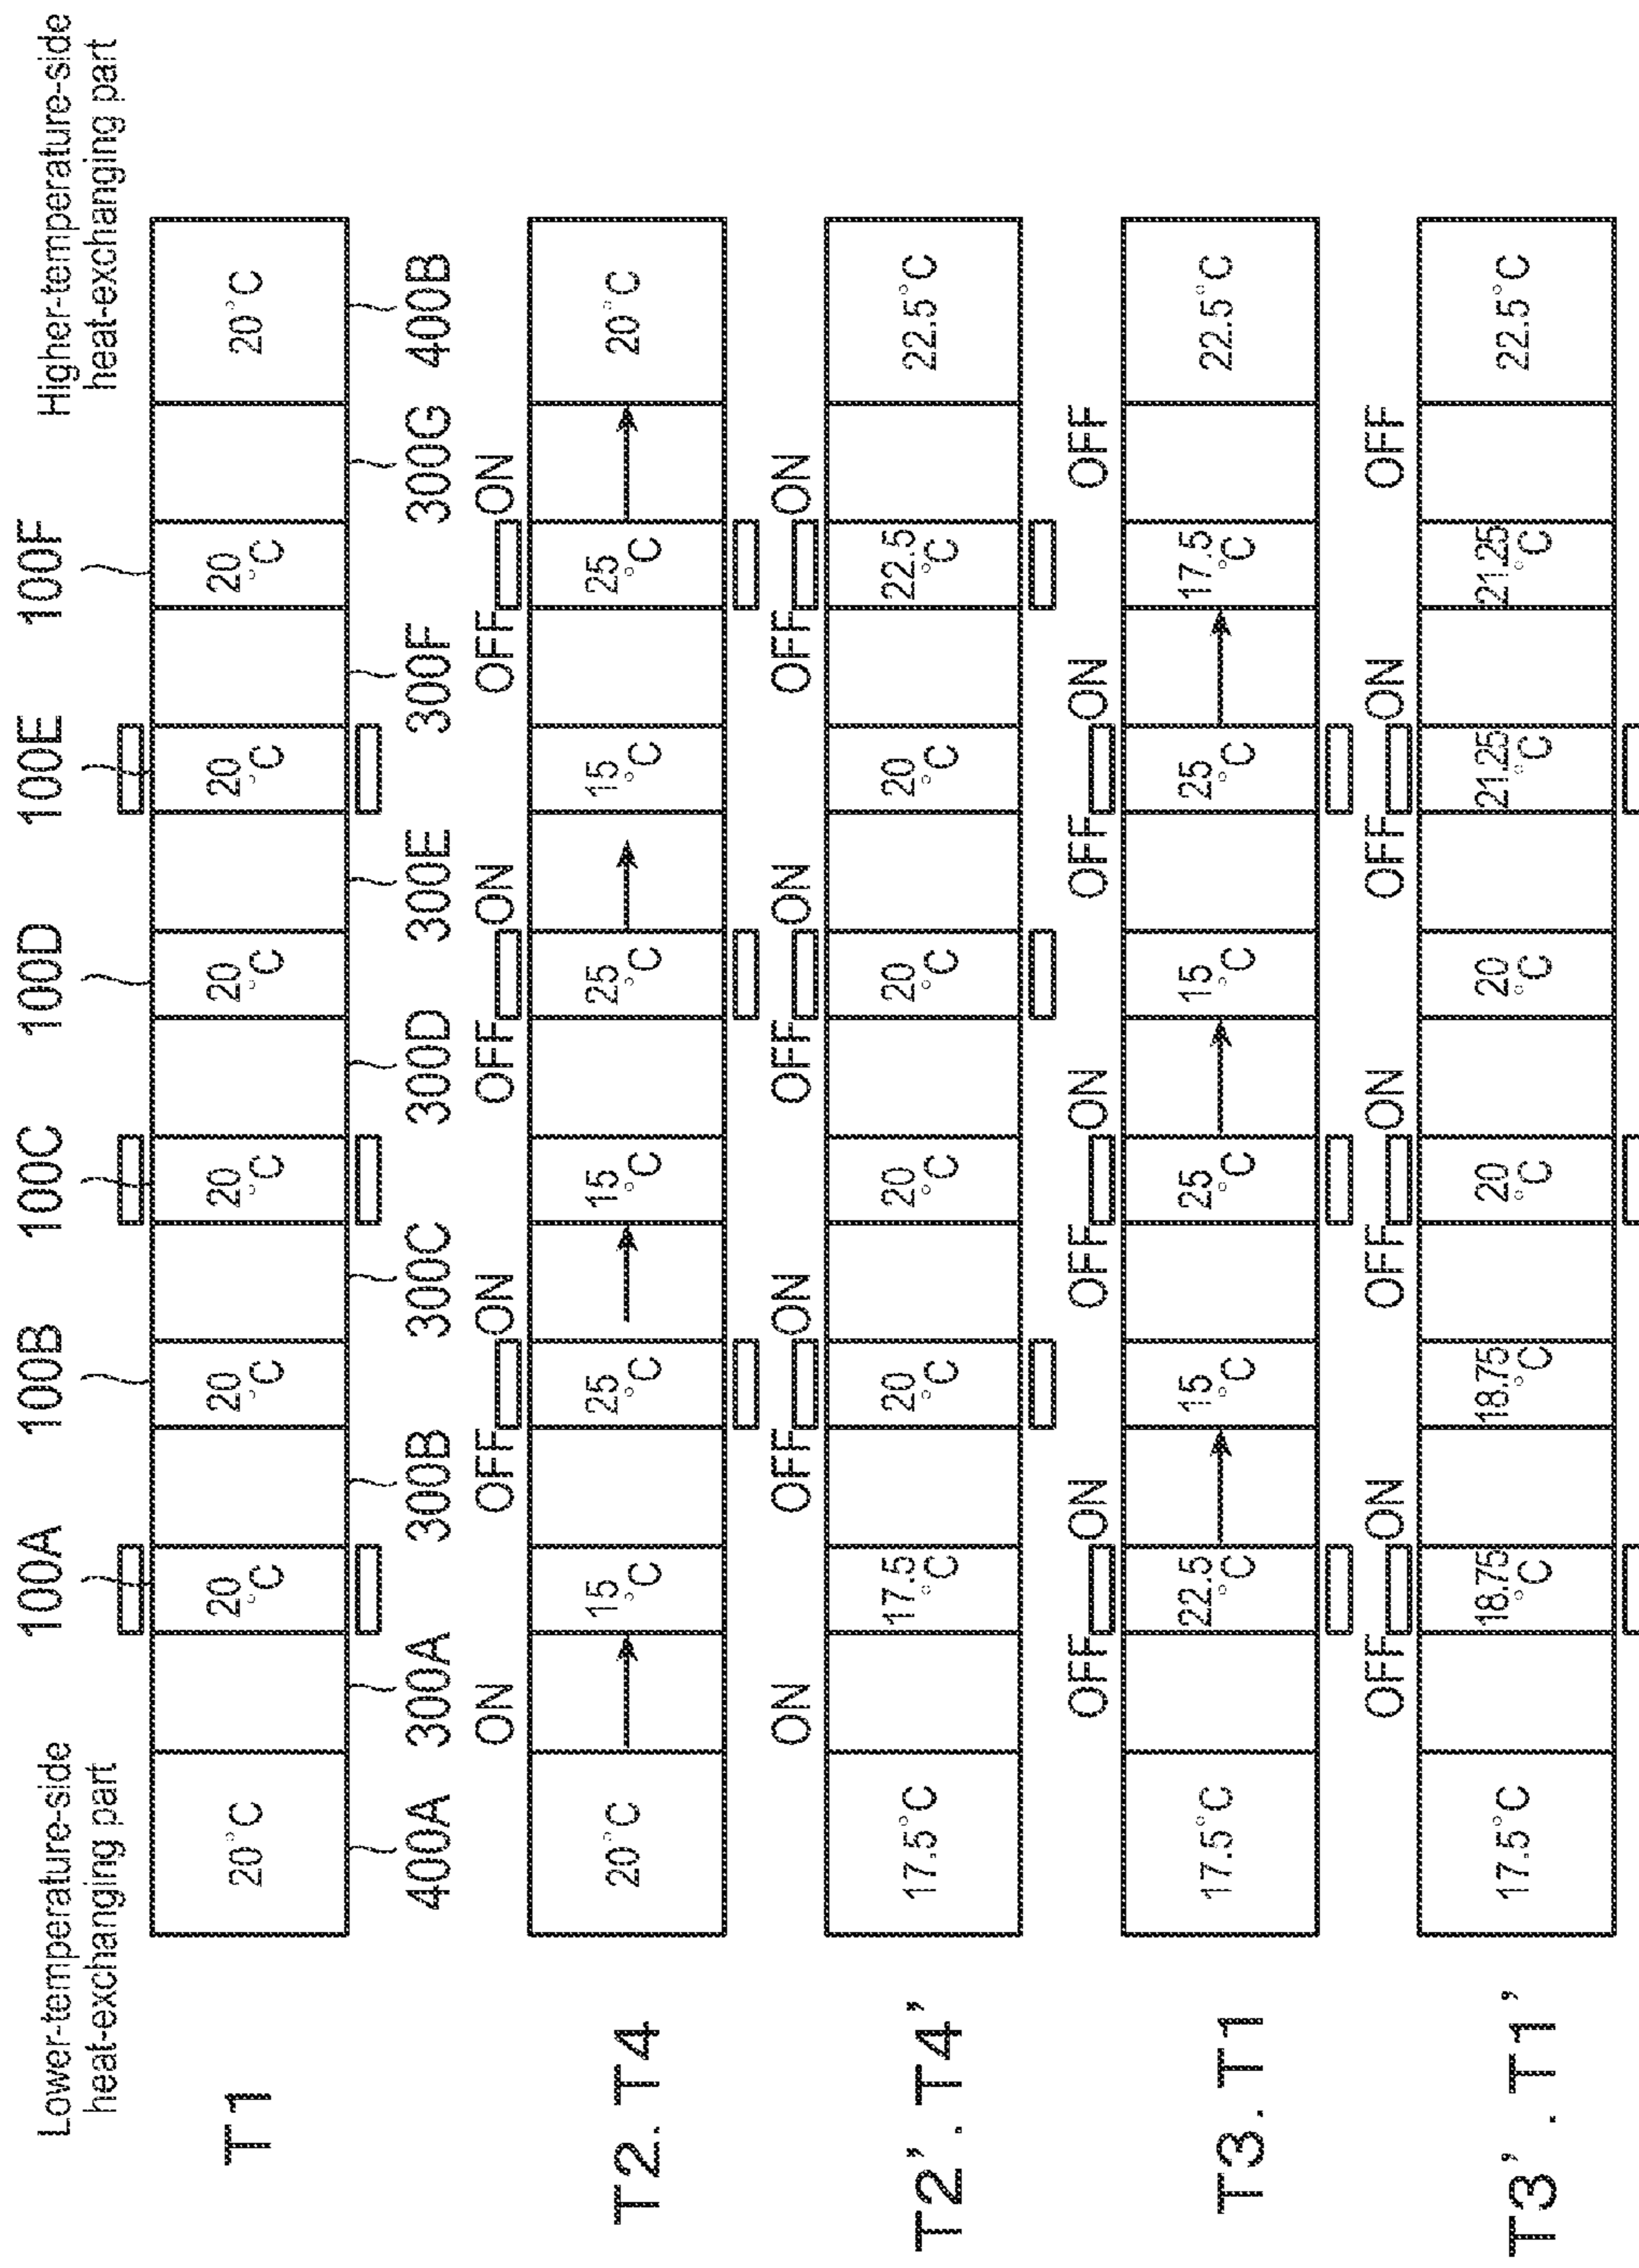 Lower-temperature-side
heat-exchanging part
100A 100B 100C 100D 100E 100F
Higher-temperature-side
heat-exchanging part
T1 20°C 20 °C 20 °C 20 °C 20 °C 20 °C 20 °C 20°C
400A 300A 300B 300C 300D 300E 300F 300G 400B
ON OFF ON OFF ON OFF ON
T2. T4 20°C 15 °C 25 °C 15 °C 25 °C 15 °C 25 °C 20°C
ON OFF ON OFF ON OFF ON
T2'. T4' 17.5°C 17.5 °C 20 °C 20 °C 20 °C 20 °C 22.5 °C 22.5°C
OFF ON OFF ON OFF ON OFF
T3. T1 17.5°C 22.5 °C 15 °C 25 °C 15 °C 25 °C 17.5 °C 22.5°C
OFF ON OFF ON OFF ON OFF
T3'. T1' 17.5°C 18.75 °C 18.75 °C 20 °C 20 °C 21.25 °C 21.25 °C 22.5°C